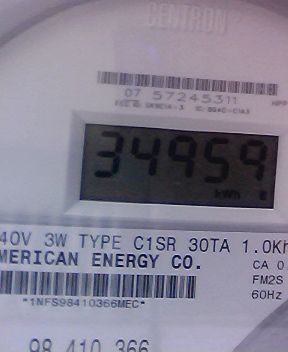 CENTRON
07 57245311
34959
kWh
40V 3W TYPE C1SR 30TA 1.0Kh
MERICAN ENERGY CO.
CA 0.
FM2S
60Hz
*1NFS98410366MEC*
98 410 366